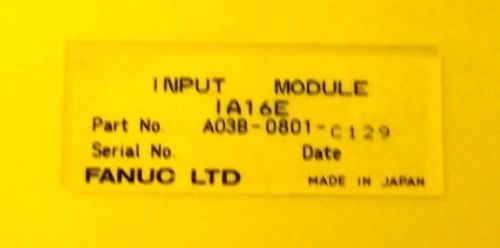 INPUT MODULE
IA16E
Part No. A03B-0801-C129
Serial No. Date
FANUC LTD MADE IN JAPAN